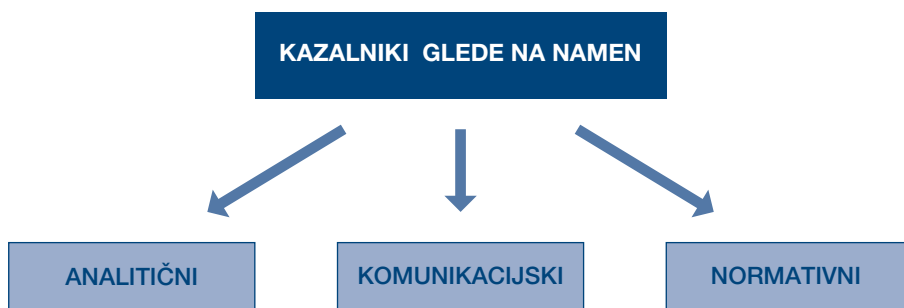 KAZALNIKI GLEDE NA NAMEN
ANALITIČNI
KOMUNIKACIJSKI
NORMATIVNI